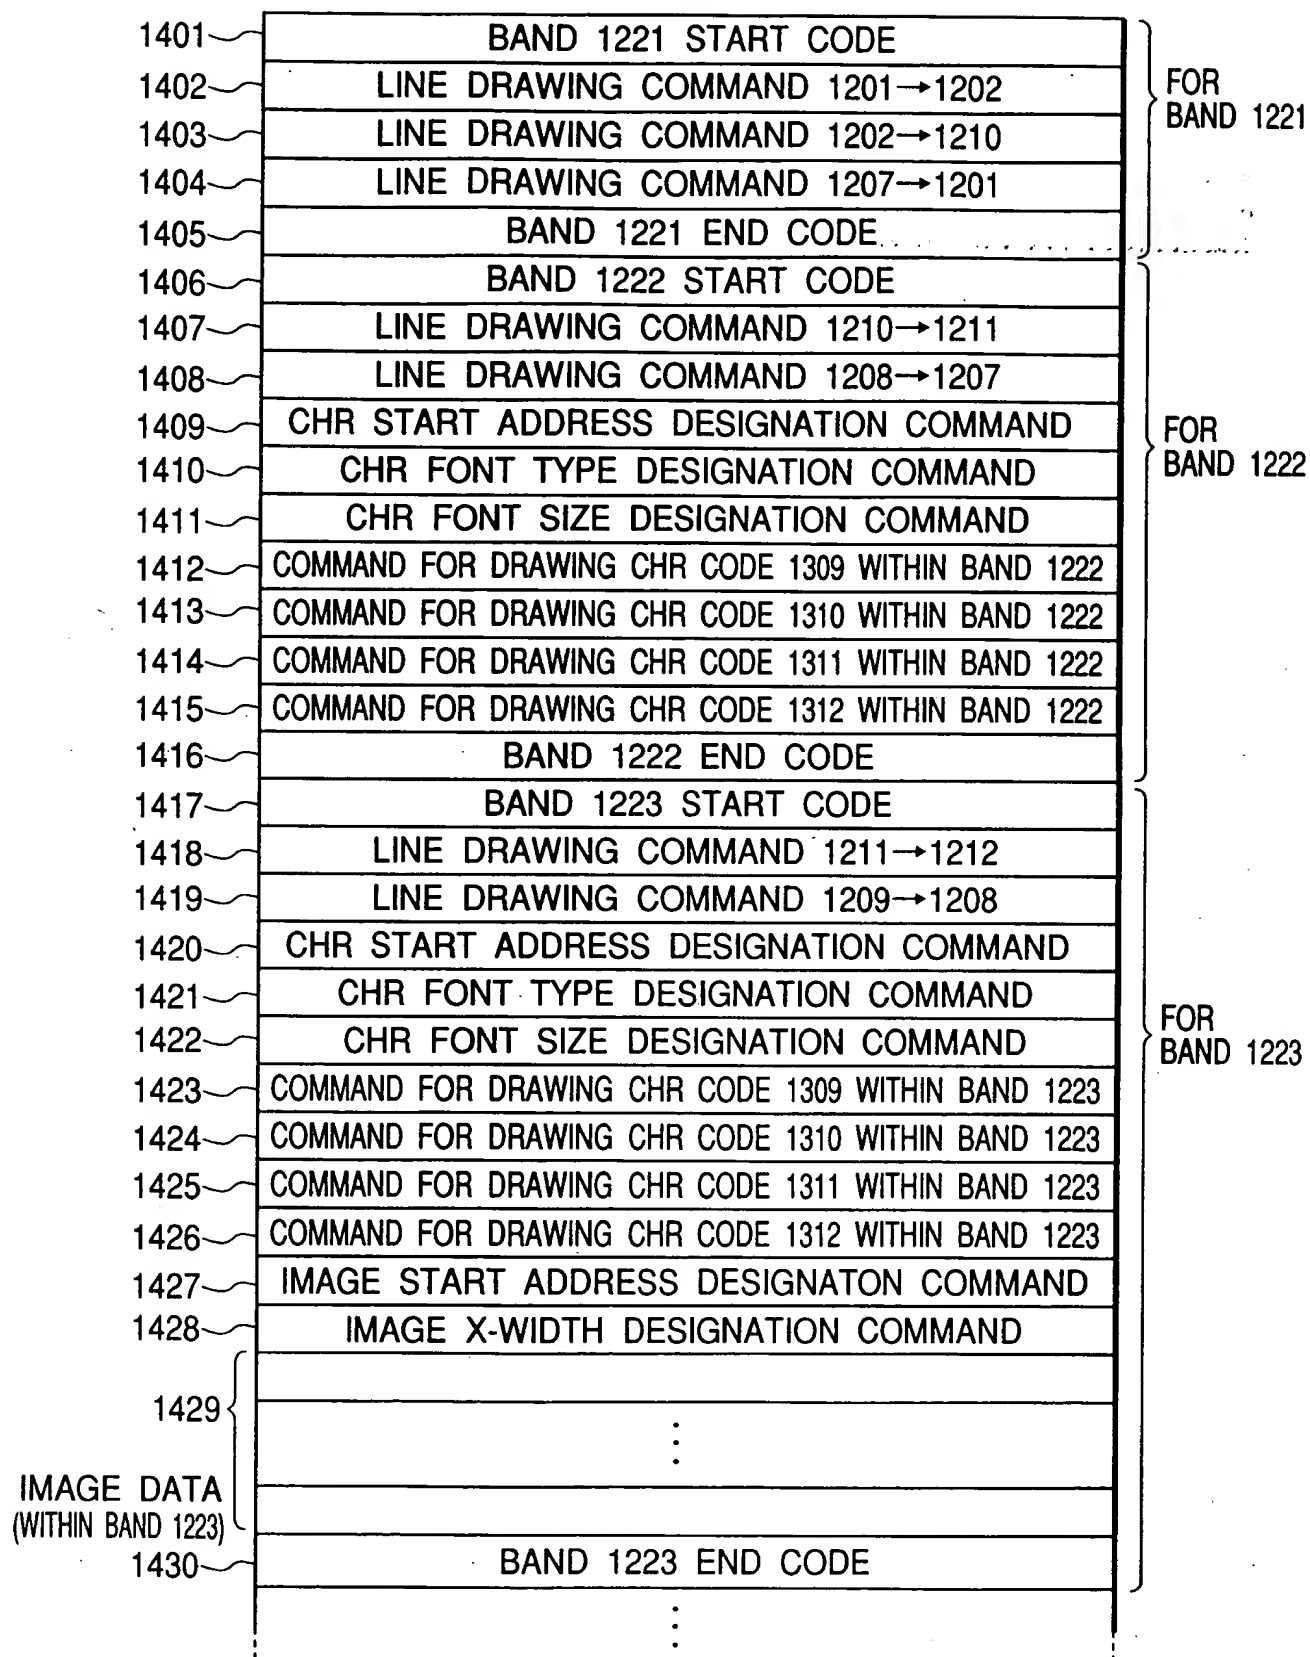 1401 BAND 1221 START CODE
1402 LINE DRAWING COMMAND 1201→1202
FOR
BAND 1221
1403 LINE DRAWING COMMAND 1202→1210
1404 LINE DRAWING COMMAND 1207→1201
1405 BAND 1221 END CODE
1406 BAND 1222 START CODE
1407 LINE DRAWING COMMAND 1210→1211
1408 LINE DRAWING COMMAND 1208→1207
1409 CHR START ADDRESS DESIGNATION COMMAND
FOR
BAND 1222
1410 CHR FONT TYPE DESIGNATION COMMAND
1411 CHR FONT SIZE DESIGNATION COMMAND
1412 COMMAND FOR DRAWING CHR CODE 1309 WITHIN BAND 1222
1413 COMMAND FOR DRAWING CHR CODE 1310 WITHIN BAND 1222
1414 COMMAND FOR DRAWING CHR CODE 1311 WITHIN BAND 1222
1415 COMMAND FOR DRAWING CHR CODE 1312 WITHIN BAND 1222
1416 BAND 1222 END CODE
1417 BAND 1223 START CODE
1418 LINE DRAWING COMMAND 1211→1212
1419 LINE DRAWING COMMAND 1209→1208
1420 CHR START ADDRESS DESIGNATION COMMAND
1421 CHR FONT TYPE DESIGNATION COMMAND
1422 CHR FONT SIZE DESIGNATION COMMAND
FOR
BAND 1223
1423 COMMAND FOR DRAWING CHR CODE 1309 WITHIN BAND 1223
1424 COMMAND FOR DRAWING CHR CODE 1310 WITHIN BAND 1223
1425 COMMAND FOR DRAWING CHR CODE 1311 WITHIN BAND 1223
1426 COMMAND FOR DRAWING CHR CODE 1312 WITHIN BAND 1223
1427 IMAGE START ADDRESS DESIGNATON COMMAND
1428 IMAGE X-WIDTH DESIGNATION COMMAND
1429
IMAGE DATA
(WITHIN BAND 1223)
1430 BAND 1223 END CODE